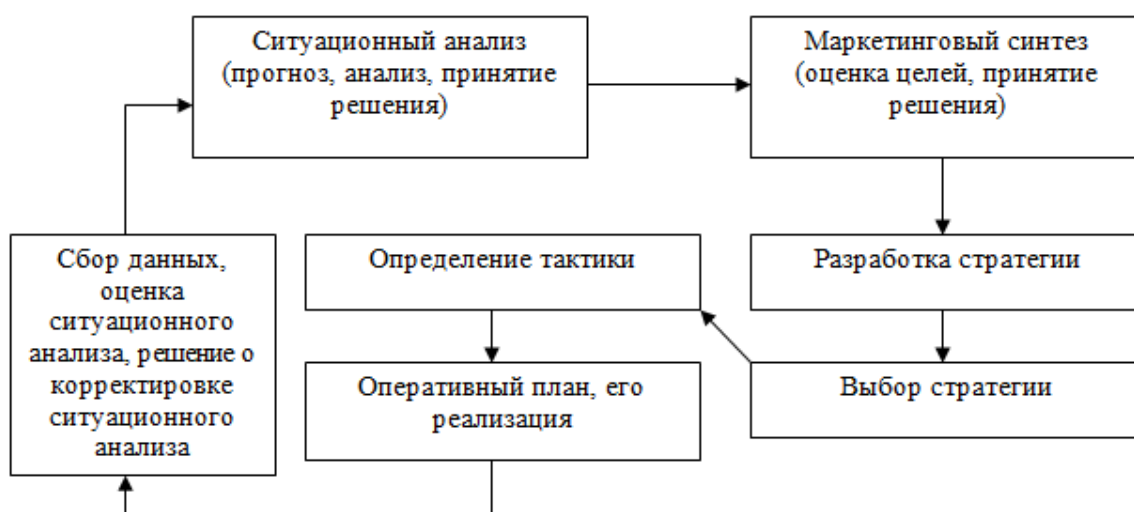 Ситуационный анализ
(прогноз, анализ, принятие
решения)
Маркетинговый синтез
(оценка целей, принятие
решения)
Сбор данных,
оценка
ситуационного
анализа, решение о
корректировке
ситуационного
анализа
Определение тактики
Разработка стратегии
Оперативный план, его
реализация
Выбор стратегии